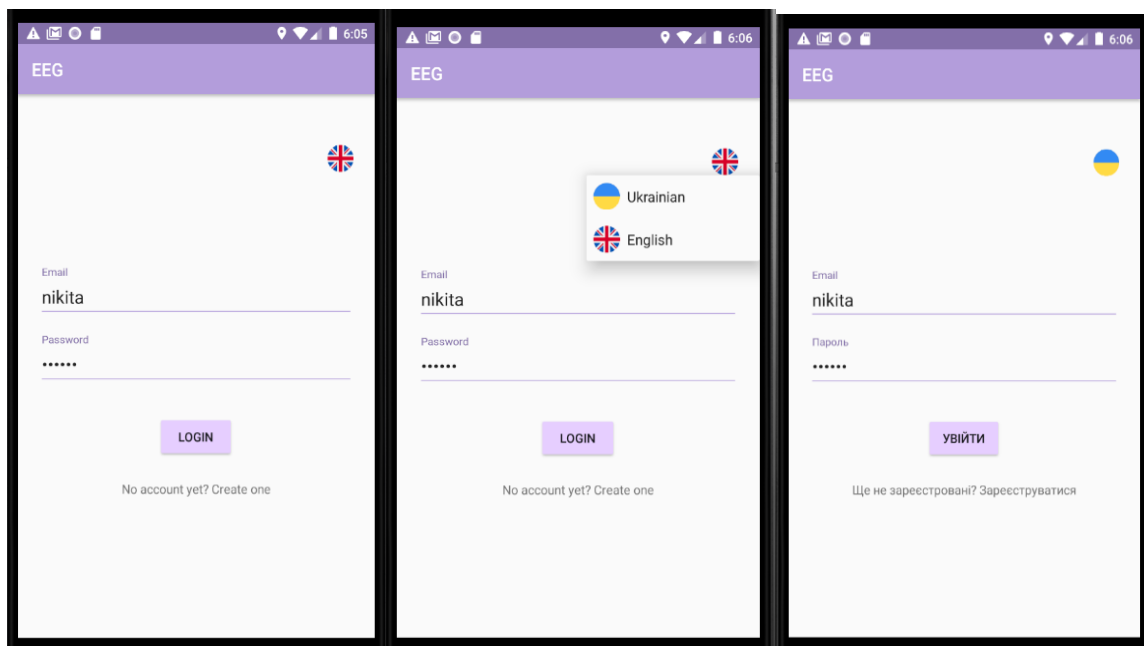 6:05
EEG
Email
nikita
Password
••••••
LOGIN
No account yet? Create one
6:06
EEG
Ukrainian
English
Email
nikita
Password
••••••
LOGIN
No account yet? Create one
6:06
EEG
Email
nikita
Пароль
••••••
УВІЙТИ
Ще не зареєстровані? Зареєструватися